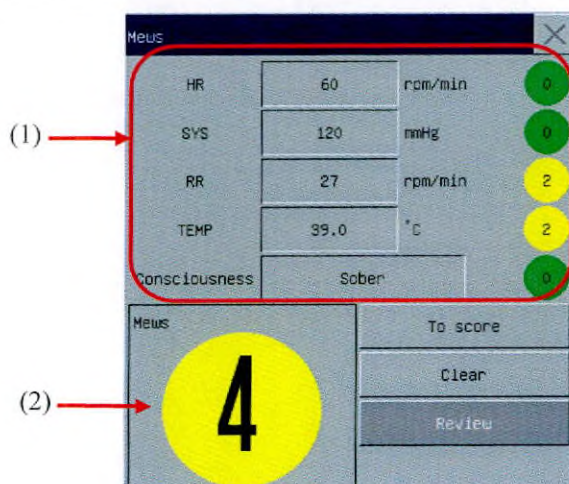 Mews
HR 60 rpm/min 0
(1)
SYS 120 mmHg 0
RR 27 rpm/min 2
TEMP 39.0 °C 2
Consciousness Sober 0
Mews
To score
Clear
(2)
4
Review